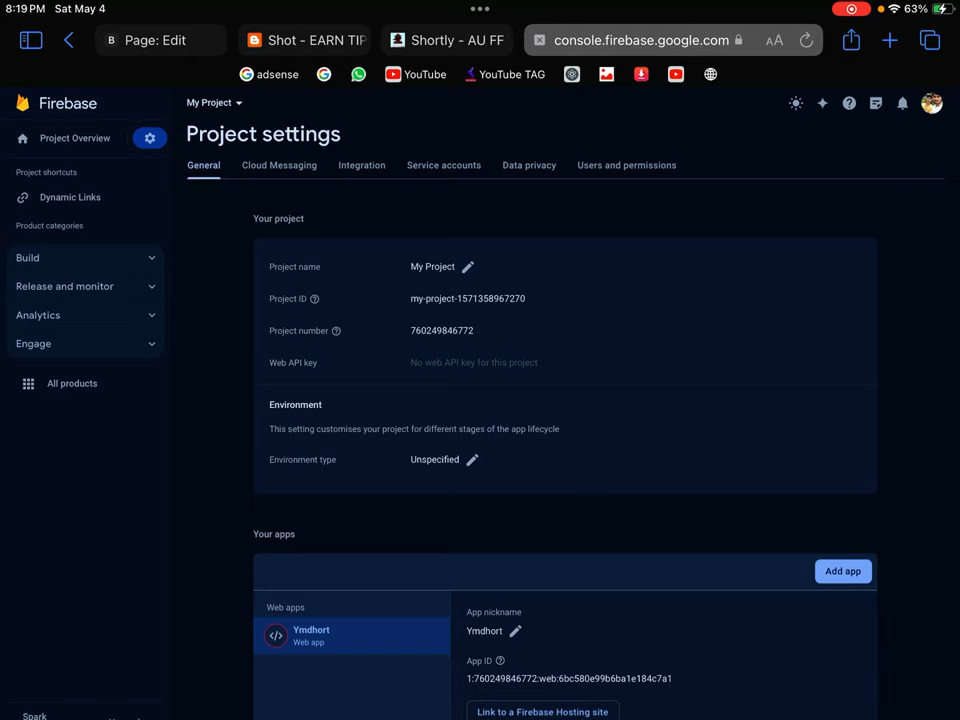 8:19 PM Sat May 4
63%
B Page: Edit
Shot - EARN TIP
Shortly - AU FF
console.firebase.google.com
AA
adsense
YouTube
YouTube TAG
Firebase
My Project
Project Overview
Project settings
General
Cloud Messaging
Integration
Service accounts
Data privacy
Users and permissions
Project shortcuts
Dynamic Links
Product categories
Build
Release and monitor
Analytics
Engage
All products
Your project
Project name
My Project
Project ID
my-project-1571358967270
Project number
760249846772
Web API key
No web API key for this project
Environment
This setting customises your project for different stages of the app lifecycle
Environment type
Unspecified
Your apps
Add app
Web apps
Ymdhort
Web app
App nickname
Ymdhort
App ID
1:760249846772:web:6bc580e99b6ba1e184c7a1
Link to a Firebase Hosting site
Spark